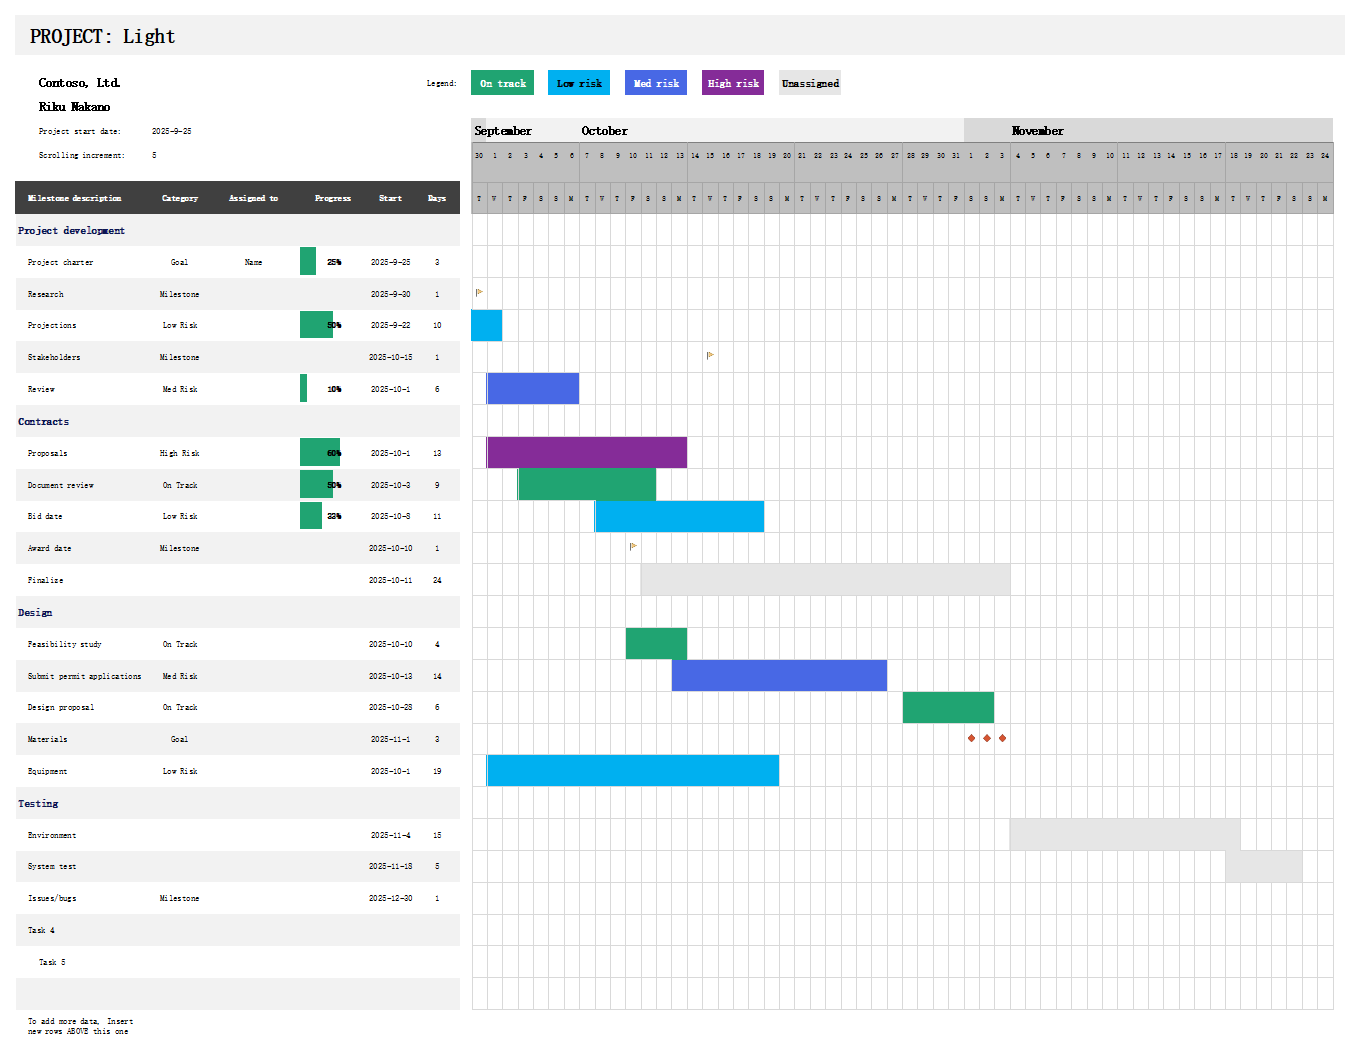 PROJECT: Light
Contoso, Ltd.
Legend: On track Low risk Med risk High risk Unassigned
Riku Nakano
Project start date: 2025-9-25
September October November
Scrolling increment: 5
30 1 2 3 4 5 6 7 8 9 10 11 12 13 14 15 16 17 18 19 20 21 22 23 24 25 26 27 28 29 30 31 1 2 3 4 5 6 7 8 9 10 11 12 13 14 15 16 17 18 19 20 21 22 23 24
Milestone description Category Assigned to Progress Start Days T W T F S S M T W T F S S M T W T F S S M T W T F S S M T W T F S S M T W T F S S M T W T F S S M T W T F S S M
Project development
Project charter Goal Name 25% 2025-9-25 3
Research Milestone 2025-9-30 1
Projections Low Risk 50% 2025-9-22 10
Stakeholders Milestone 2025-10-15 1
Review Med Risk 10% 2025-10-1 6
Contracts
Proposals High Risk 60% 2025-10-1 13
Document review On Track 50% 2025-10-3 9
Bid date Low Risk 33% 2025-10-8 11
Award date Milestone 2025-10-10 1
Finalize 2025-10-11 24
Design
Feasibility study On Track 2025-10-10 4
Submit permit applications Med Risk 2025-10-13 14
Design proposal On Track 2025-10-28 6
Materials Goal 2025-11-1 3
Equipment Low Risk 2025-10-1 19
Testing
Environment 2025-11-4 15
System test 2025-11-18 5
Issues/bugs Milestone 2025-12-30 1
Task 4
Task 5
To add more data, Insert
new rows ABOVE this one